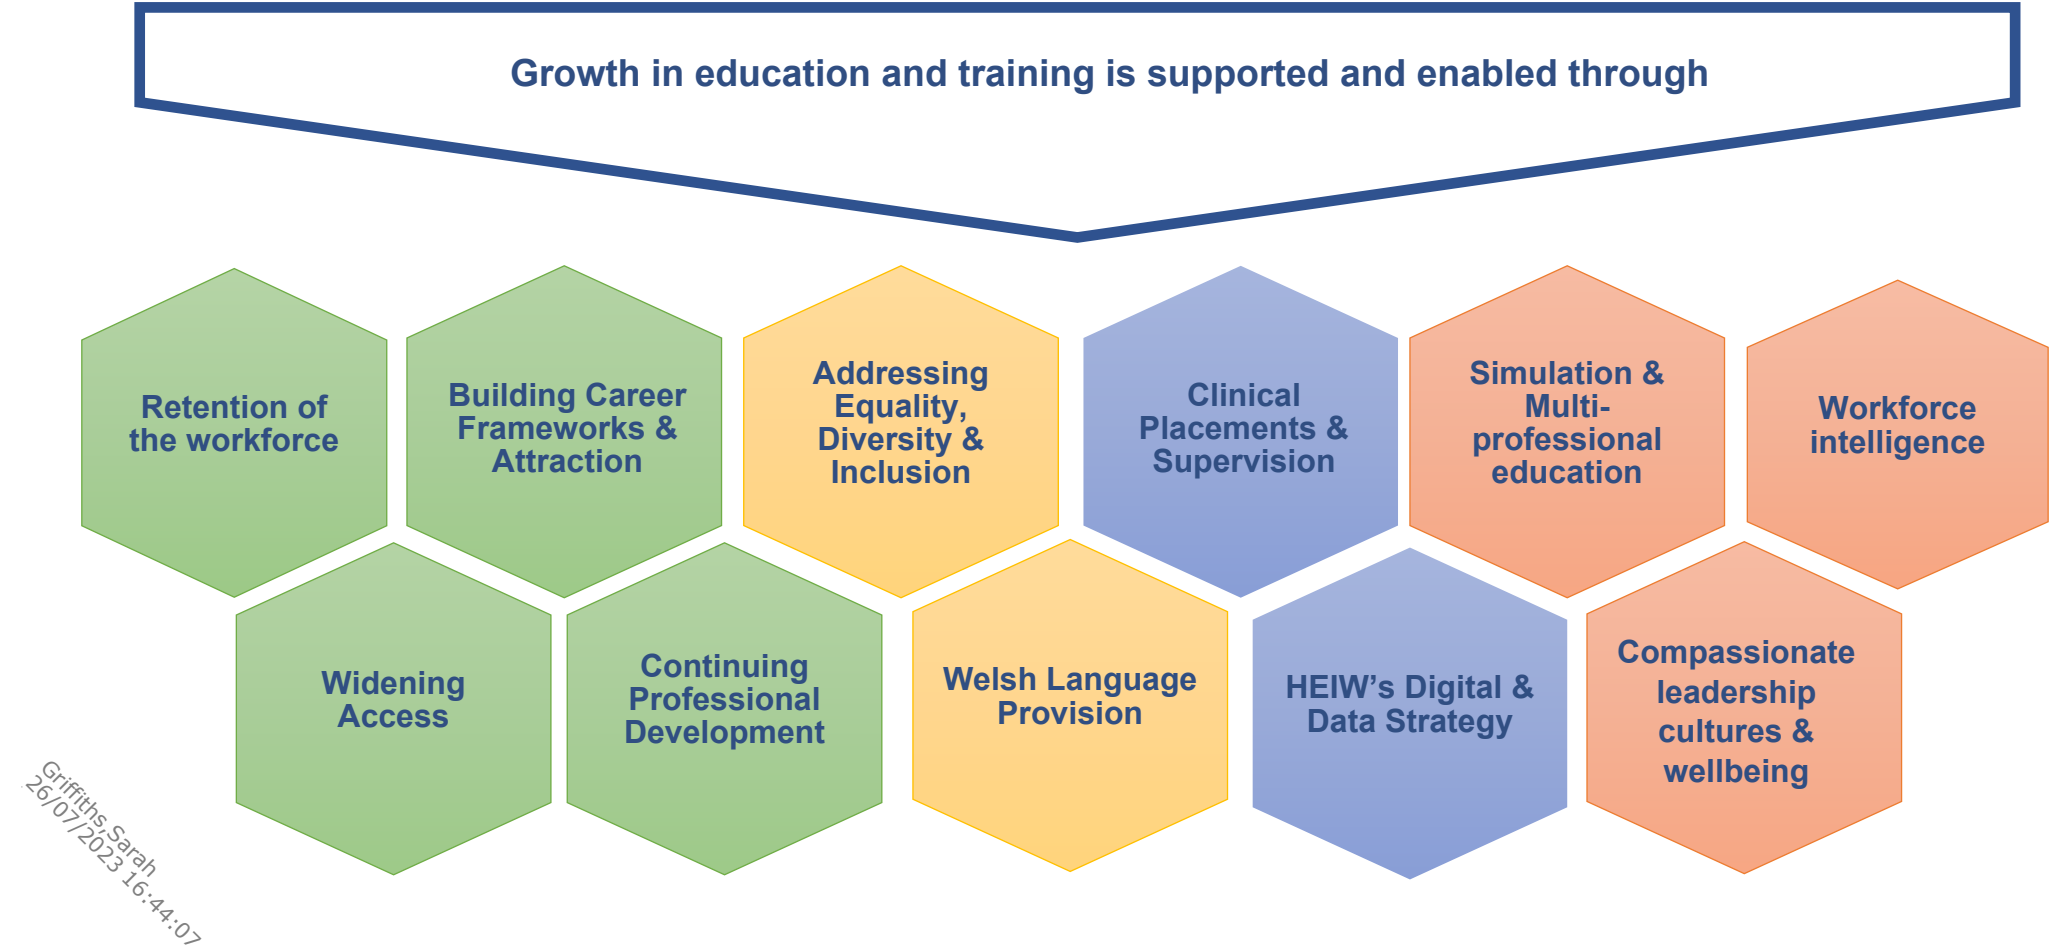 Growth in education and training is supported and enabled through
Retention of
the workforce
Building Career
Frameworks &
Attraction
Addressing
Equality,
Diversity &
Inclusion
Clinical
Placements &
Supervision
Simulation &
Multi-
professional
education
Workforce
intelligence
Widening
Access
Continuing
Professional
Development
Welsh Language
Provision
HEIW’s Digital &
Data Strategy
Compassionate
leadership
cultures &
wellbeing
Griffiths,Sarah
26/07/2023 16:44:07